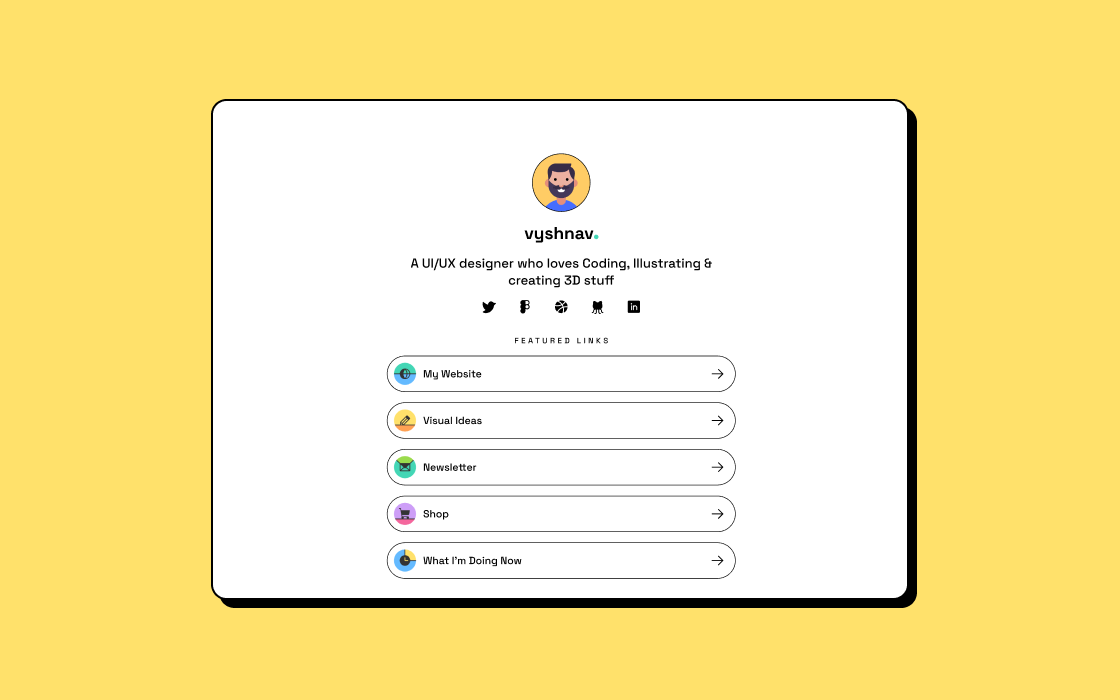 vyshnav.
A UI/UX designer who loves Coding, Illustrating &
creating 3D stuff
in
FEATURED LINKS
My Website
Visual Ideas
Newsletter
Shop
What I'm Doing Now